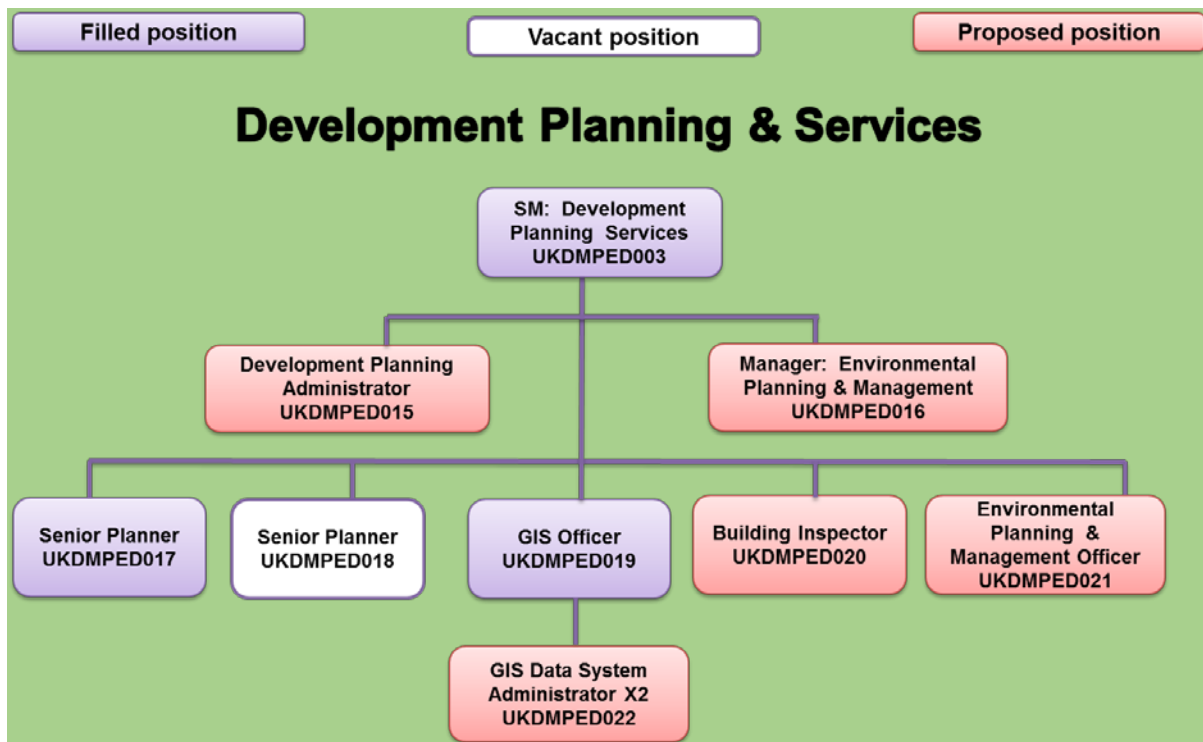 Filled position
Vacant position
Proposed position
Development Planning & Services
SM: Development
Planning Services
UKDMPED003
Development Planning
Administrator
UKDMPED015
Manager: Environmental
Planning & Management
UKDMPED016
Senior Planner
UKDMPED017
Senior Planner
UKDMPED018
GIS Officer
UKDMPED019
Building Inspector
UKDMPED020
Environmental
Planning &
Management Officer
UKDMPED021
GIS Data System
Administrator X2
UKDMPED022